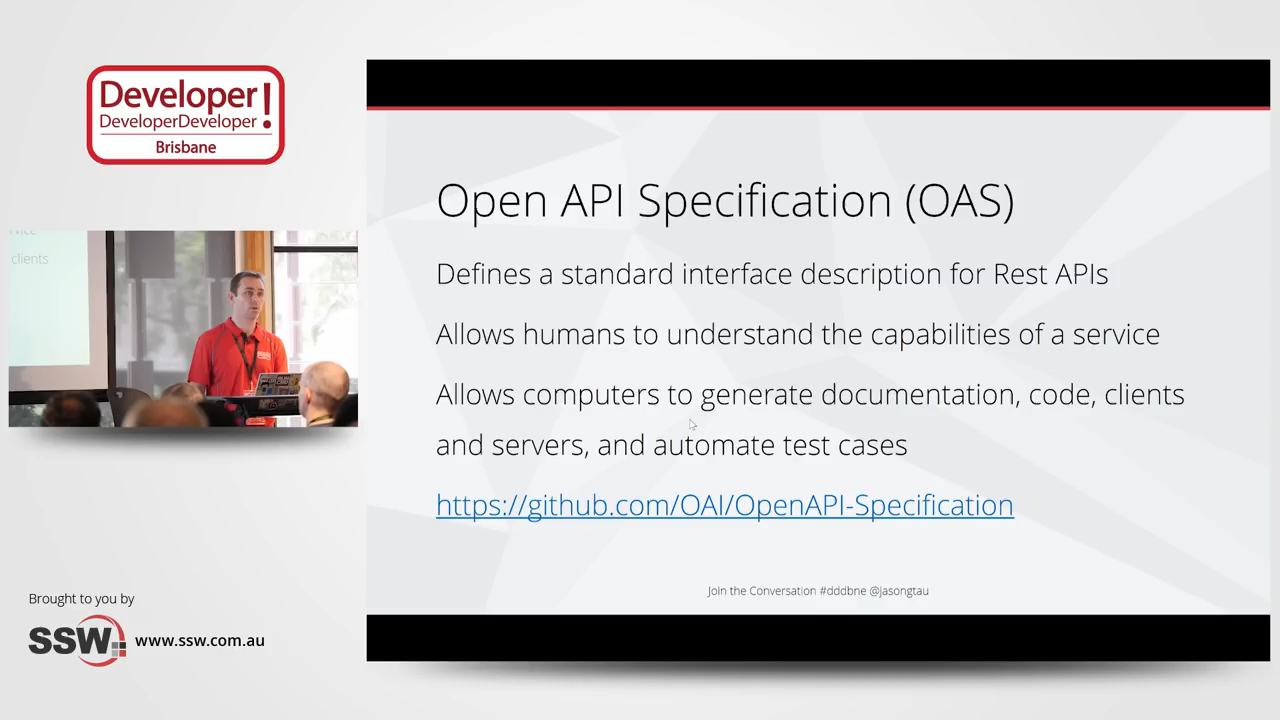 Developer!
DeveloperDeveloper
Brisbane
clients
Open API Specification (OAS)
Defines a standard interface description for Rest APIs
Allows humans to understand the capabilities of a service
Allows computers to generate documentation, code, clients
and servers, and automate test cases
https://github.com/OAI/OpenAPI-Specification
Join the Conversation #dddbne @jasongtau
Brought to you by
SSW
www.ssw.com.au